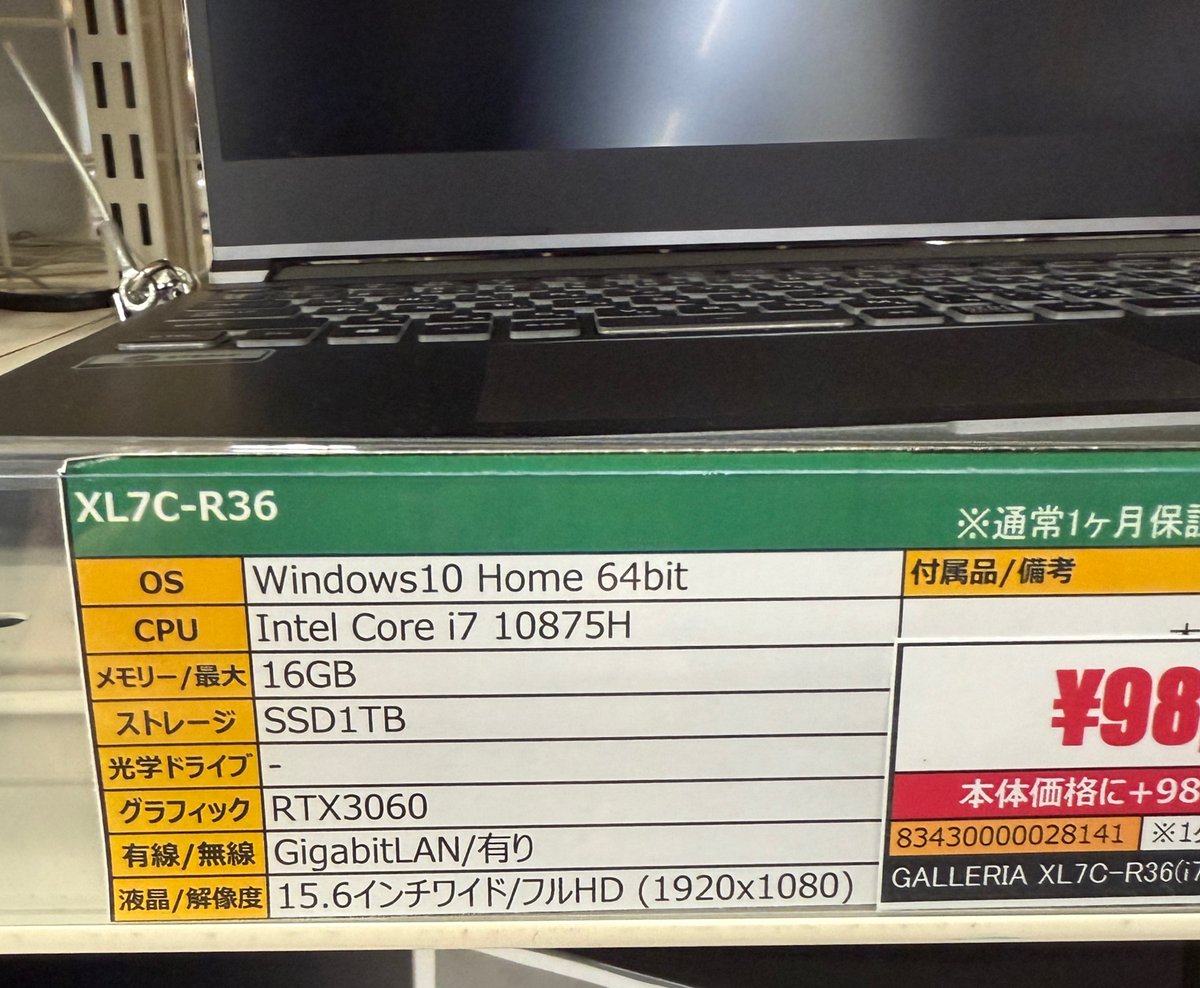 XL7C-R36
※通常1ヶ月保証
OS Windows10 Home 64bit
付属品/備考
CPU Intel Core i7 10875H
メモリー/最大 16GB
ストレージ SSD1TB
光学ドライブ -
グラフィック RTX3060
有線/無線 GigabitLAN/有り
液晶/解像度 15.6インチワイド/フルHD (1920x1080)
¥98,
本体価格に+98
83430000028141 ※1
GALLERIA XL7C-R36(i7